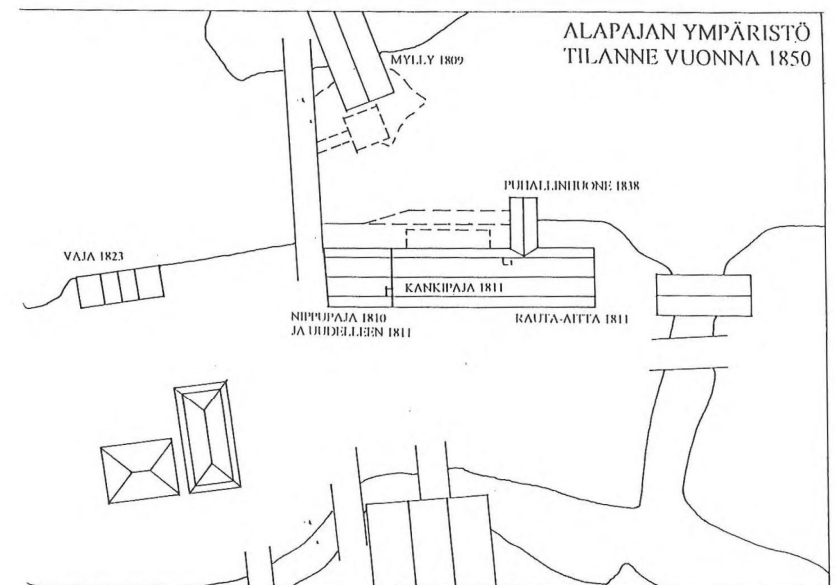 ALAPAJAN YMPÄRISTÖ
TILANNE VUONNA 1850
MYLLY 1809
PUHALLINHUONE 1838
VAJA 1823
KANKIPAJA 1811
NIPPUPAJA 1810
JA UUDELLEEN 1811
RAUTA-AITTA 1811